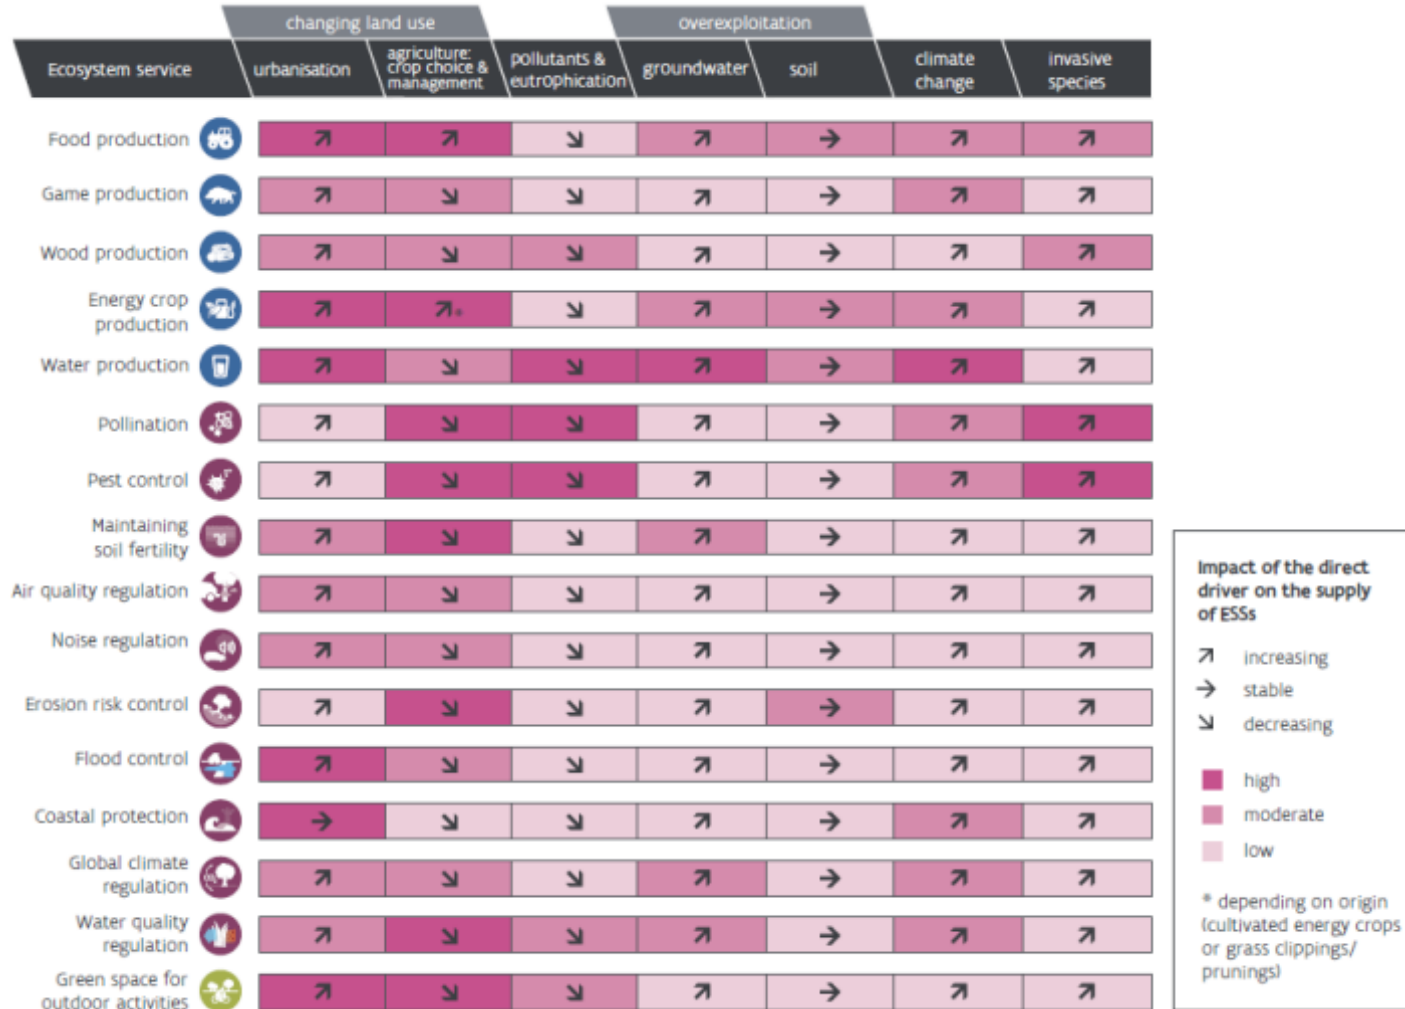 changing land use
overexploitation
Ecosystem service
urbanisation
agriculture:
crop choice &
management
pollutants &
eutrophication
groundwater
soil
climate
change
invasive
species
Food production
Game production
Wood production
Energy crop
production
*
Water production
Pollination
Pest control
Maintaining
soil fertility
Air quality regulation
Noise regulation
Erosion risk control
Flood control
Coastal protection
Global climate
regulation
Water quality
regulation
Green space for
outdoor activities
Impact of the direct
driver on the supply
of ESSs
increasing
stable
decreasing
high
moderate
low
* depending on origin
(cultivated energy crops
or grass clippings/
prunings)